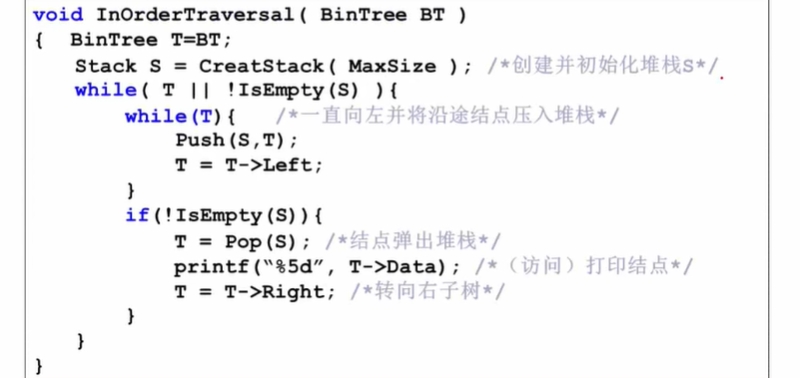 void InOrderTraversal( BinTree BT )
{ BinTree T=BT;
Stack S = CreatStack( MaxSize ); /*创建并初始化堆栈S*/
while( T || !IsEmpty(S) ){
while(T){ /*一直向左并将沿途结点压入堆栈*/
Push(S,T);
T = T->Left;
}
if(!IsEmpty(S)){
T = Pop(S); /*结点弹出堆栈*/
printf(“%5d”, T->Data); /*（访问）打印结点*/
T = T->Right; /*转向右子树*/
}
}
}